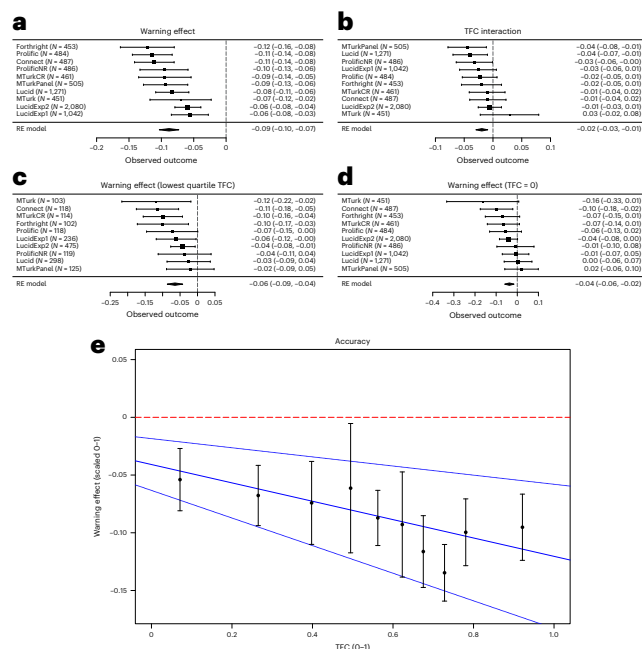 a
Warning effect
Forthright (N = 453) −0.12 (−0.16, −0.08)
Prolific (N = 484) −0.11 (−0.14, −0.08)
Connect (N = 487) −0.11 (−0.14, −0.08)
ProlificNR (N = 486) −0.10 (−0.13, −0.06)
MTurkCR (N = 461) −0.09 (−0.14, −0.05)
MTurkPanel (N = 505) −0.09 (−0.13, −0.06)
Lucid (N = 1,271) −0.08 (−0.11, −0.06)
MTurk (N = 451) −0.07 (−0.12, −0.02)
LucidExp2 (N = 2,080) −0.06 (−0.08, −0.04)
LucidExp1 (N = 1,042) −0.06 (−0.08, −0.03)
RE model −0.09 (−0.10, −0.07)
−0.2 −0.1 0 0.1
Observed outcome
b
TFC interaction
MTurkPanel (N = 505) −0.04 (−0.08, −0.01)
Lucid (N = 1,271) −0.04 (−0.07, −0.01)
ProlificNR (N = 486) −0.03 (−0.06, −0.00)
LucidExp1 (N = 1,042) −0.03 (−0.06, 0.01)
Prolific (N = 484) −0.02 (−0.05, 0.01)
Forthright (N = 453) −0.02 (−0.05, 0.01)
MTurkCR (N = 461) −0.01 (−0.04, 0.02)
Connect (N = 487) −0.01 (−0.04, 0.02)
LucidExp2 (N = 2,080) −0.01 (−0.03, 0.01)
MTurk (N = 451) 0.03 (−0.02, 0.08)
RE model −0.02 (−0.03, −0.01)
−0.1 0 0.1
Observed outcome
c
Warning effect (lowest quartile TFC)
MTurk (N = 103) −0.12 (−0.22, −0.02)
Connect (N = 118) −0.11 (−0.18, −0.05)
MTurkCR (N = 114) −0.10 (−0.16, −0.04)
Forthright (N = 102) −0.10 (−0.17, −0.03)
Prolific (N = 118) −0.07 (−0.15, 0.00)
LucidExp1 (N = 236) −0.06 (−0.12, −0.00)
LucidExp2 (N = 475) −0.04 (−0.08, −0.01)
ProlificNR (N = 119) −0.04 (−0.11, 0.04)
Lucid (N = 298) −0.03 (−0.09, 0.04)
MTurkPanel (N = 125) −0.02 (−0.09, 0.05)
RE model −0.06 (−0.09, −0.04)
−0.25 −0.15 −0.05 0.05
Observed outcome
d
Warning effect (TFC = 0)
MTurk (N = 451) −0.16 (−0.33, 0.01)
Connect (N = 487) −0.10 (−0.18, −0.02)
Forthright (N = 453) −0.07 (−0.15, 0.01)
MTurkCR (N = 461) −0.07 (−0.14, 0.01)
Prolific (N = 484) −0.06 (−0.13, 0.02)
LucidExp2 (N = 2,080) −0.04 (−0.08, 0.00)
ProlificNR (N = 486) −0.01 (−0.10, 0.08)
LucidExp1 (N = 1,042) −0.01 (−0.07, 0.05)
Lucid (N = 1,271) 0.00 (−0.06, 0.07)
MTurkPanel (N = 505) 0.02 (−0.06, 0.10)
RE model −0.04 (−0.06, −0.02)
−0.4 −0.3 −0.2 −0.1 0 0.1
Observed outcome
e
Accuracy
Warning effect (scaled 0–1)
0.05
0
−0.05
−0.10
−0.15
0 0.2 0.4 0.6 0.8 1.0
TFC (0–1)